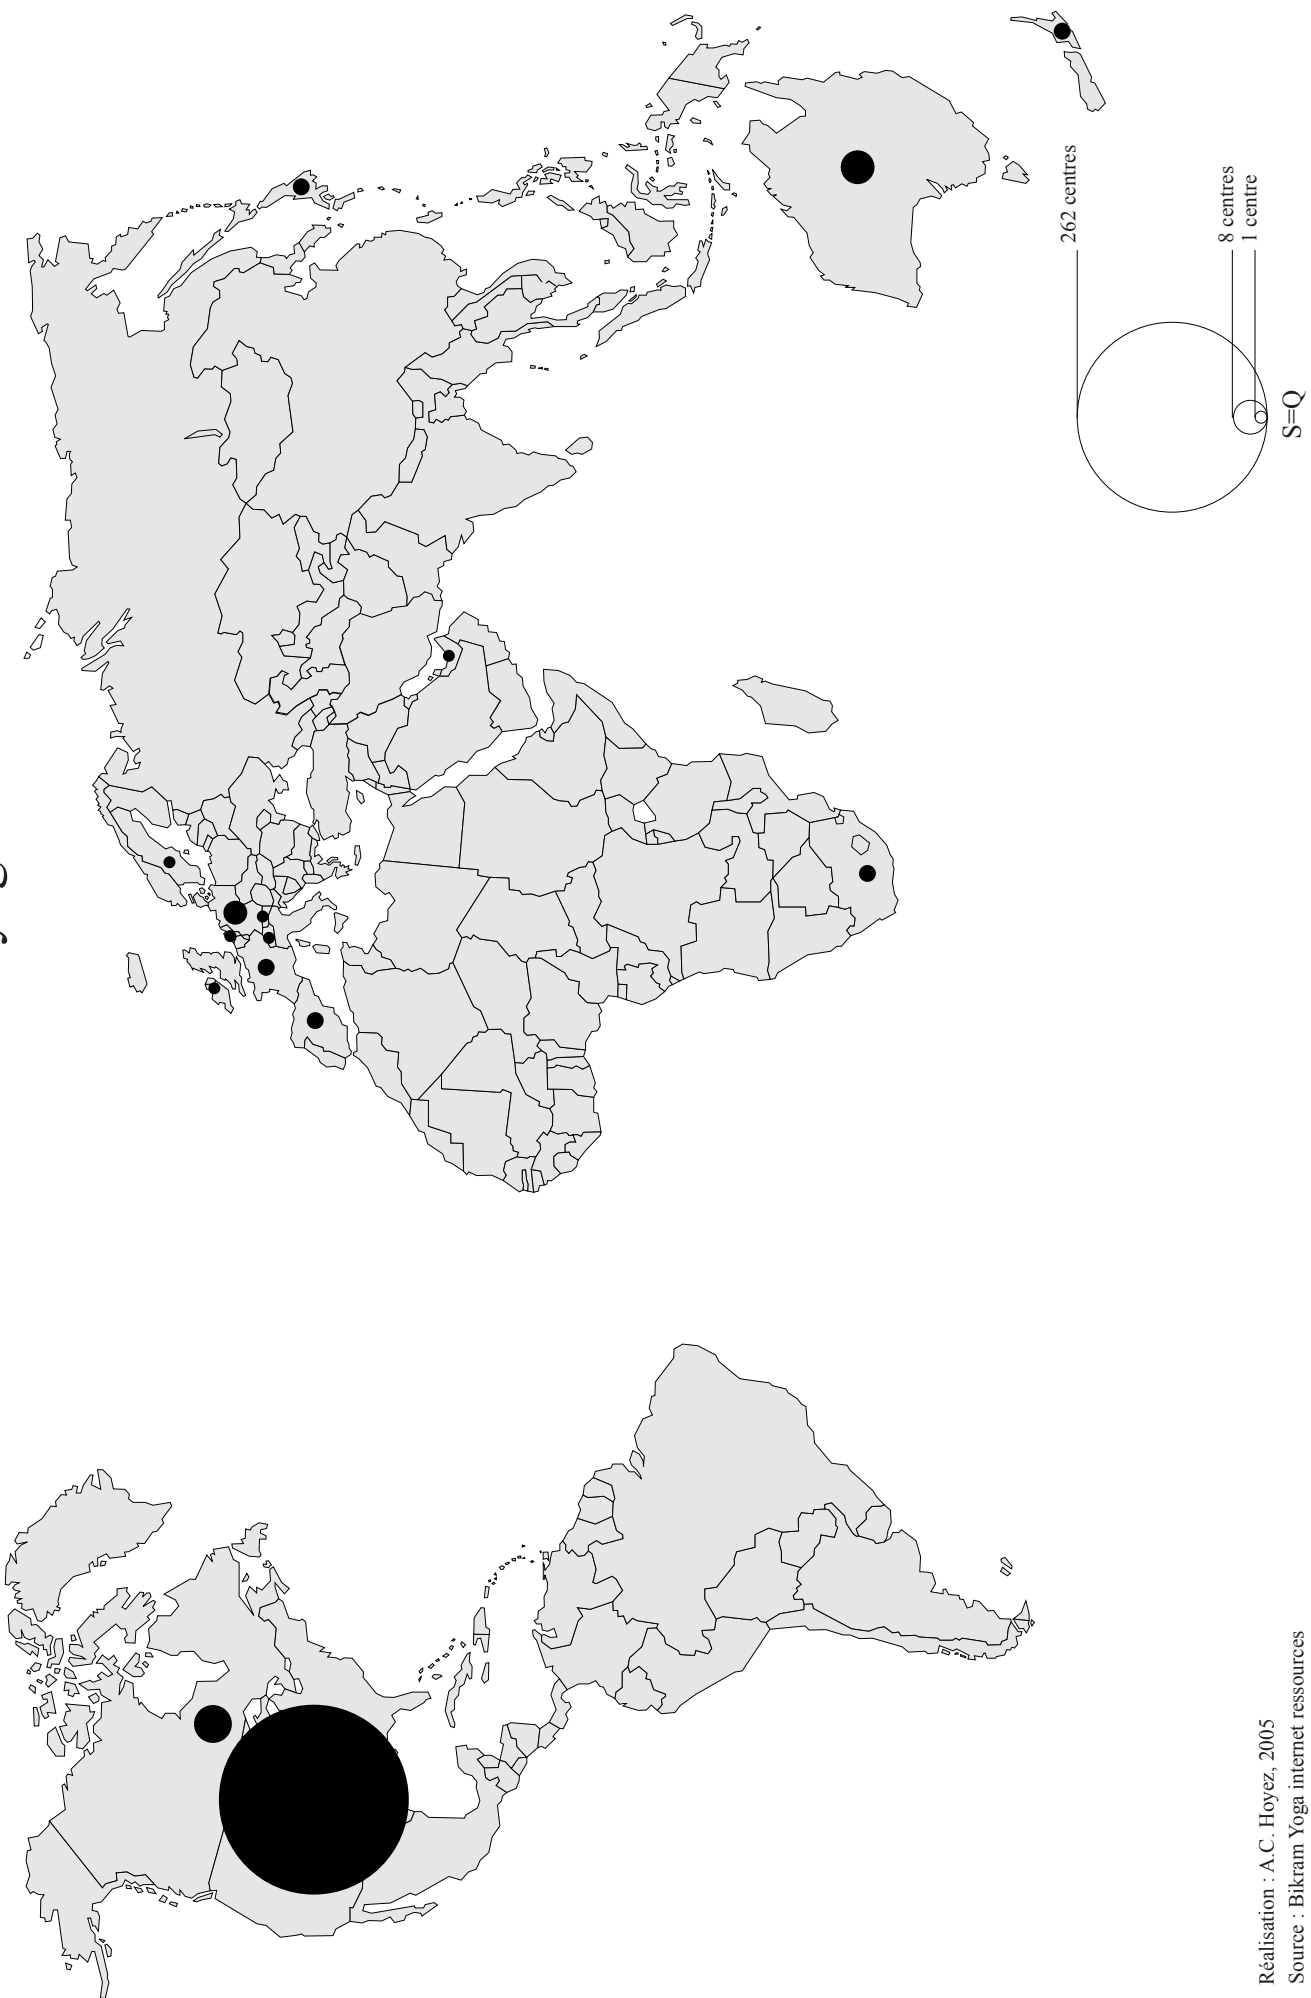 262 centres
8 centres
1 centre
S=Q
Réalisation : A.C. Hoyez, 2005
Source : Bikram Yoga internet ressources